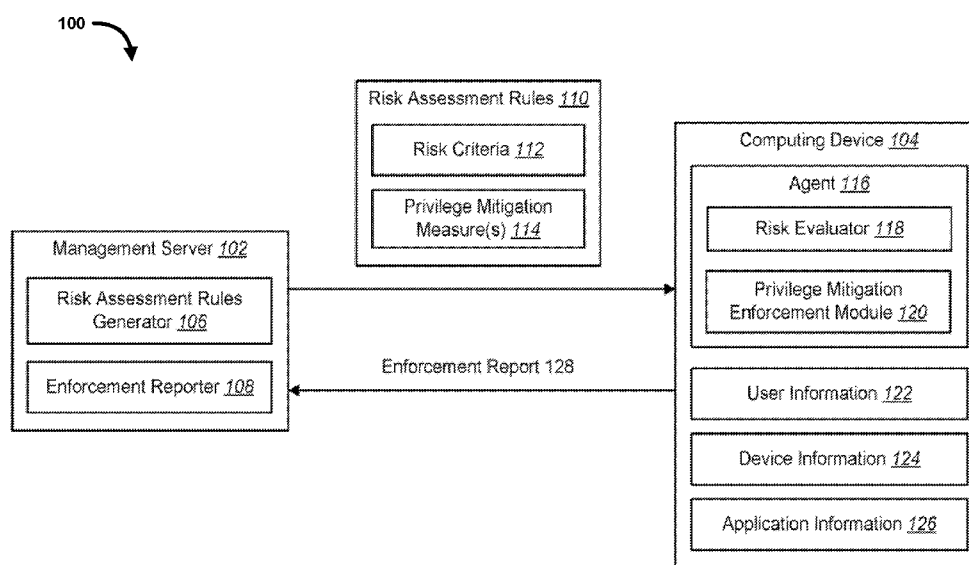 100
Risk Assessment Rules 110
Risk Criteria 112
Privilege Mitigation
Measure(s) 114
Management Server 102
Risk Assessment Rules
Generator 106
Enforcement Reporter 108
Enforcement Report 128
Computing Device 104
Agent 116
Risk Evaluator 118
Privilege Mitigation
Enforcement Module 120
User Information 122
Device Information 124
Application Information 126